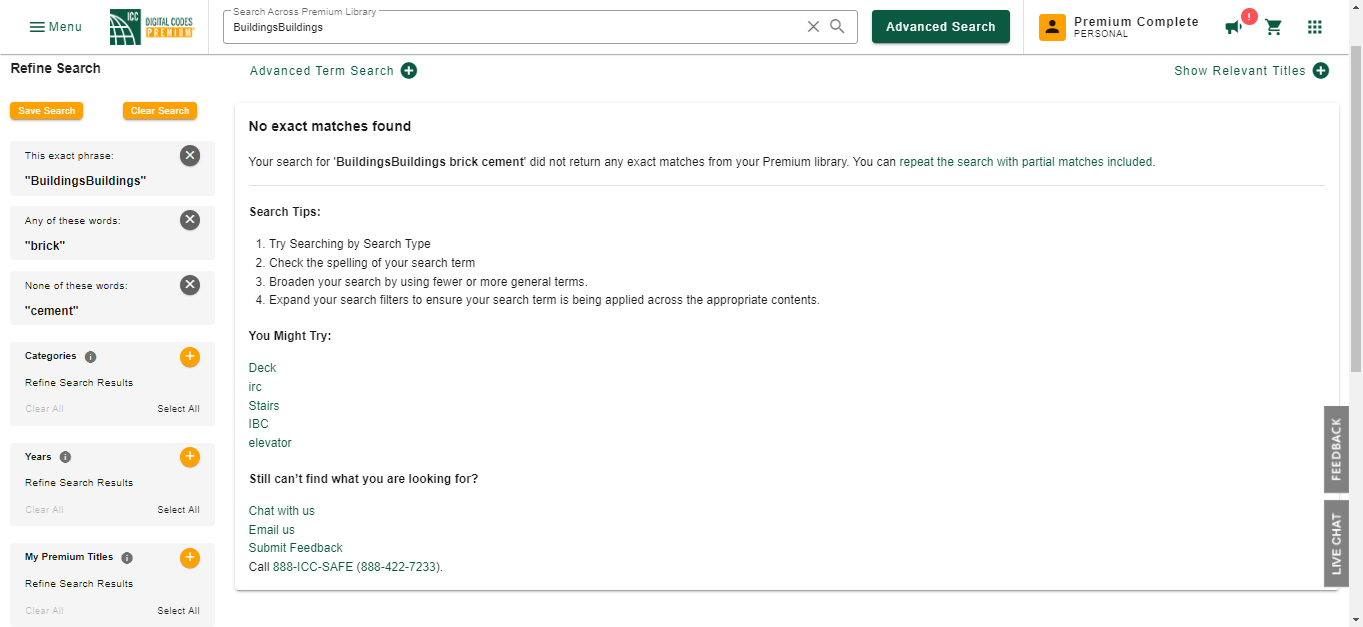 Menu
ICC
DIGITAL CODES
PREMIUM
Search Across Premium Library
BuildingsBuildings
Advanced Search
Premium Complete
PERSONAL
!
Refine Search
Advanced Term Search
Show Relevant Titles
Save Search
Clear Search
This exact phrase:
"BuildingsBuildings"
Any of these words:
"brick"
None of these words:
"cement"
Categories
Refine Search Results
Clear All
Select All
Years
Refine Search Results
Clear All
Select All
My Premium Titles
Refine Search Results
Clear All
Select All
No exact matches found
Your search for 'BuildingsBuildings brick cement' did not return any exact matches from your Premium library. You can repeat the search with partial matches included.
Search Tips:
1. Try Searching by Search Type
2. Check the spelling of your search term
3. Broaden your search by using fewer or more general terms.
4. Expand your search filters to ensure your search term is being applied across the appropriate contents.
You Might Try:
Deck
irc
Stairs
IBC
elevator
Still can't find what you are looking for?
Chat with us
Email us
Submit Feedback
Call 888-ICC-SAFE (888-422-7233).
FEEDBACK
LIVE CHAT